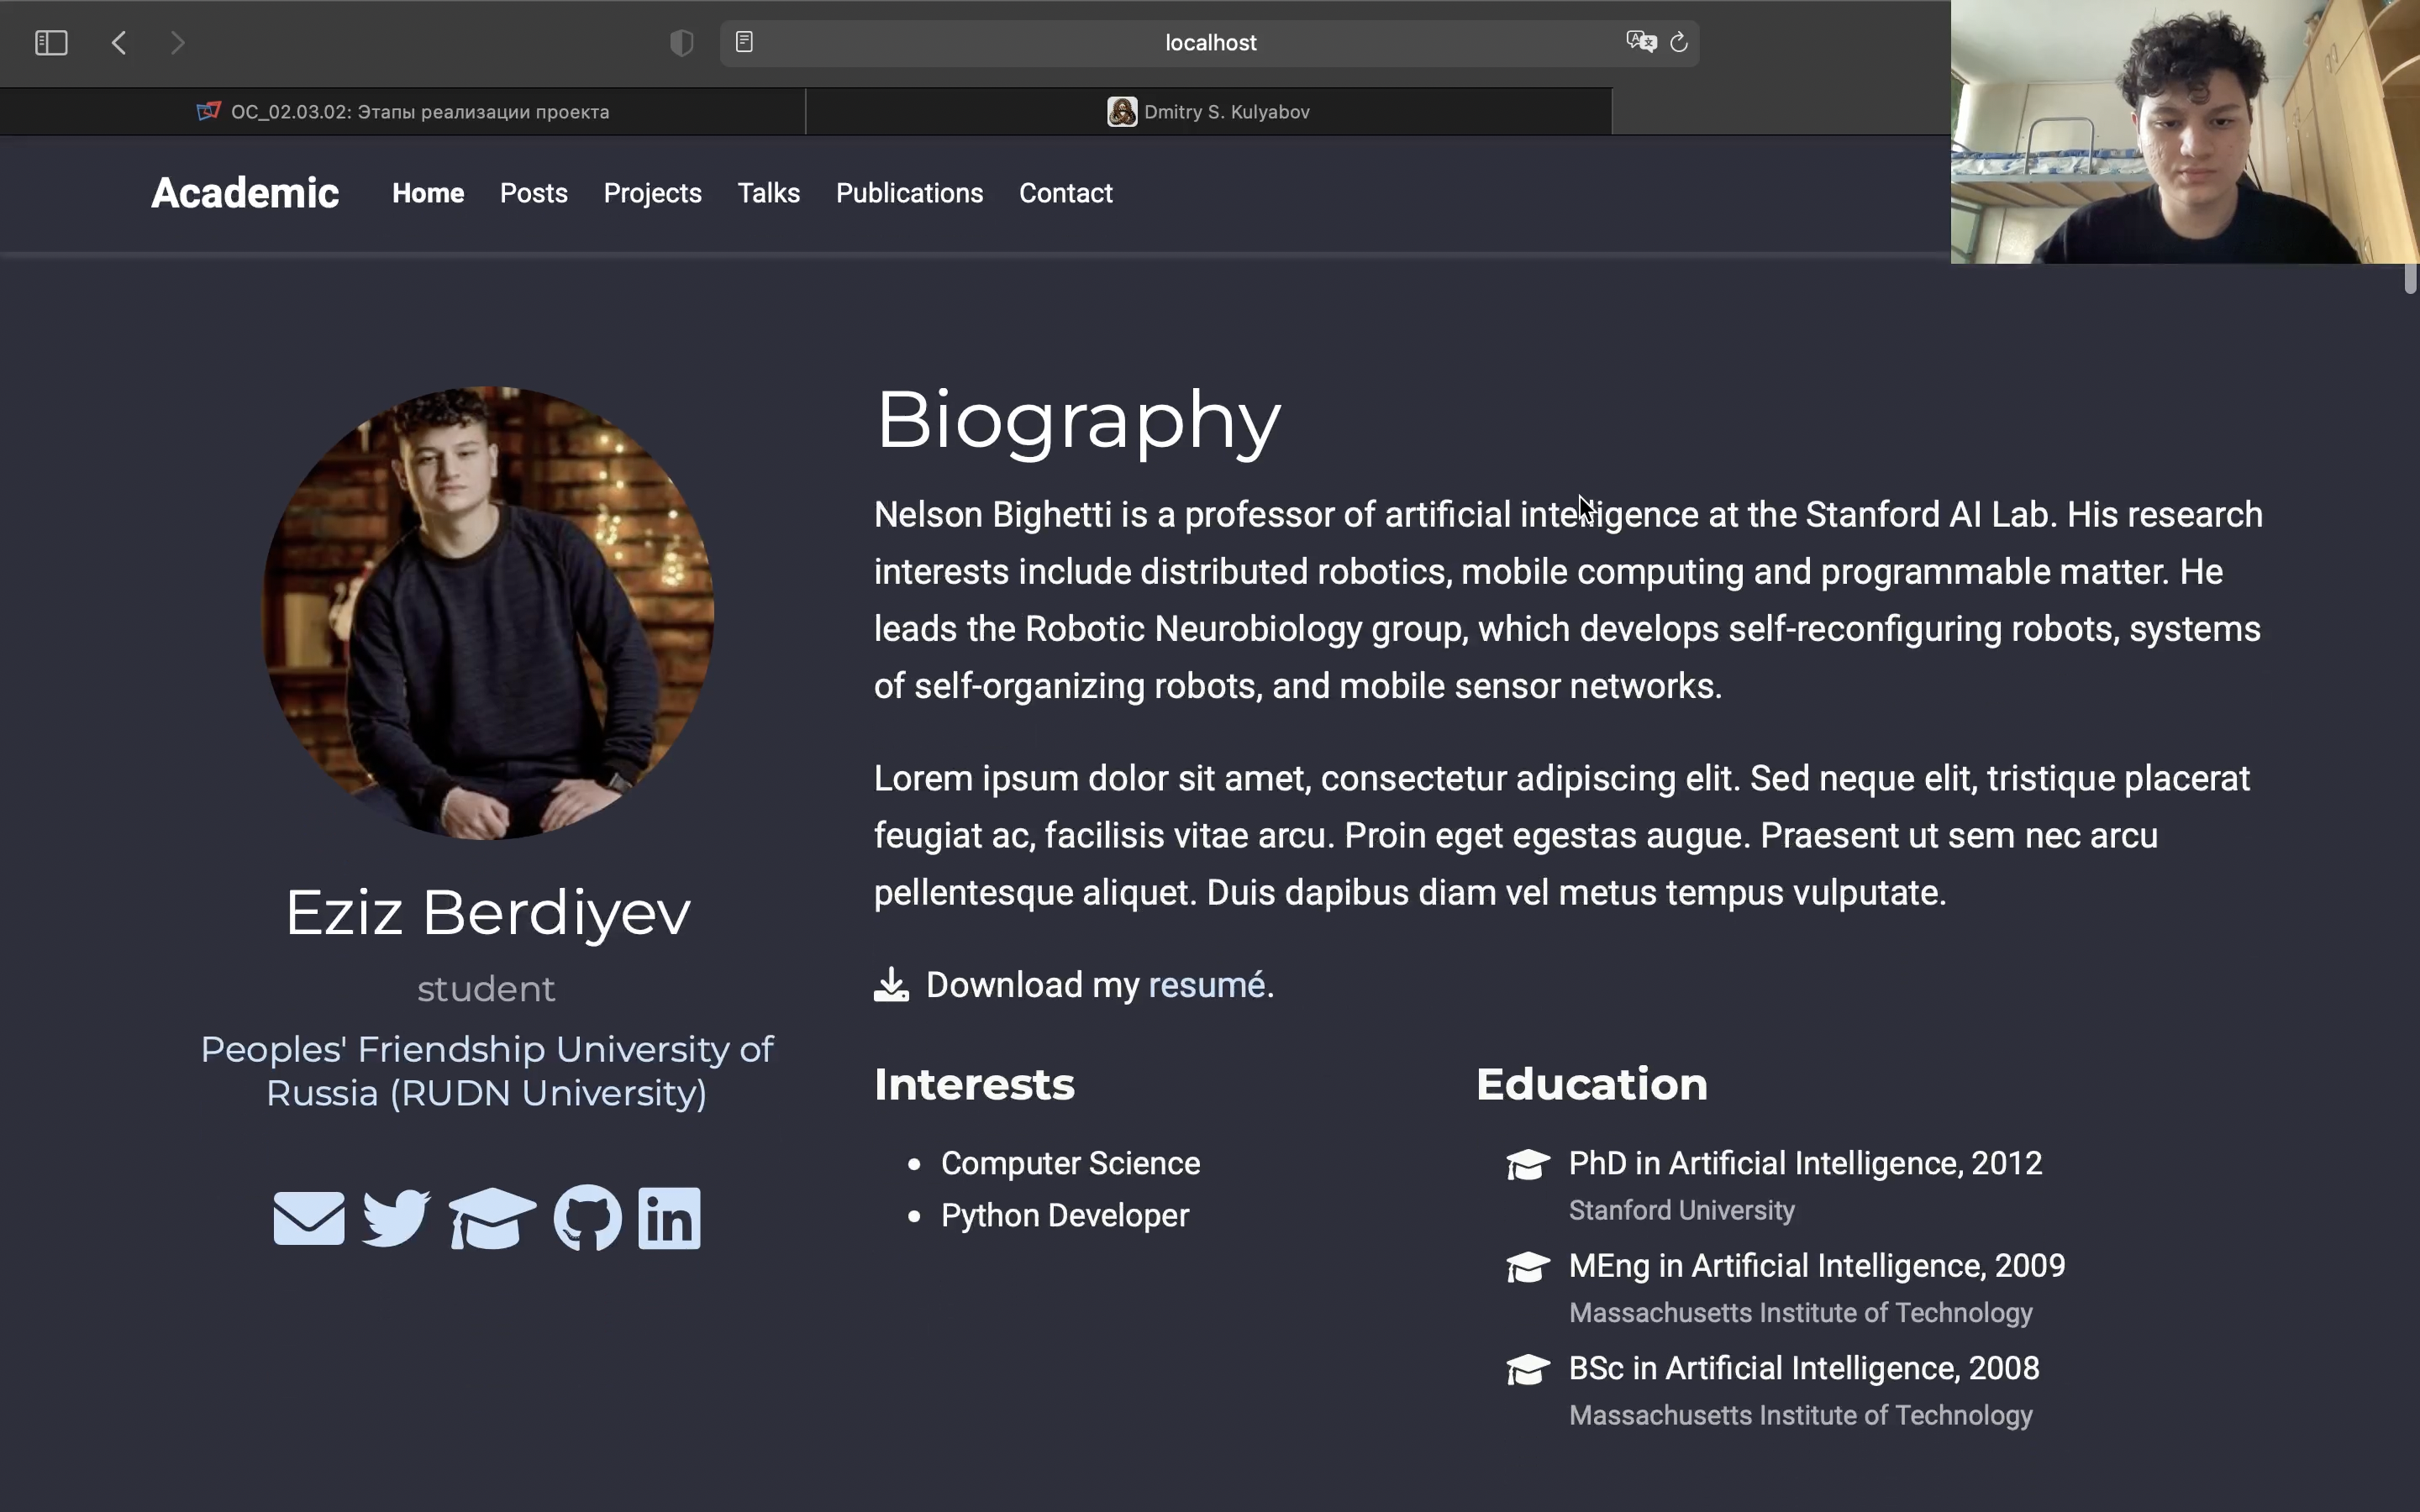 localhost
ОС_02.03.02: Этапы реализации проекта
Dmitry S. Kulyabov
Academic
Home
Posts
Projects
Talks
Publications
Contact
Eziz Berdiyev
student
Peoples' Friendship University of
Russia (RUDN University)
Biography
Nelson Bighetti is a professor of artificial intelligence at the Stanford AI Lab. His research
interests include distributed robotics, mobile computing and programmable matter. He
leads the Robotic Neurobiology group, which develops self-reconfiguring robots, systems
of self-organizing robots, and mobile sensor networks.
Lorem ipsum dolor sit amet, consectetur adipiscing elit. Sed neque elit, tristique placerat
feugiat ac, facilisis vitae arcu. Proin eget egestas augue. Praesent ut sem nec arcu
pellentesque aliquet. Duis dapibus diam vel metus tempus vulputate.
Download my resumé.
Interests
Computer Science
Python Developer
Education
PhD in Artificial Intelligence, 2012
Stanford University
MEng in Artificial Intelligence, 2009
Massachusetts Institute of Technology
BSc in Artificial Intelligence, 2008
Massachusetts Institute of Technology